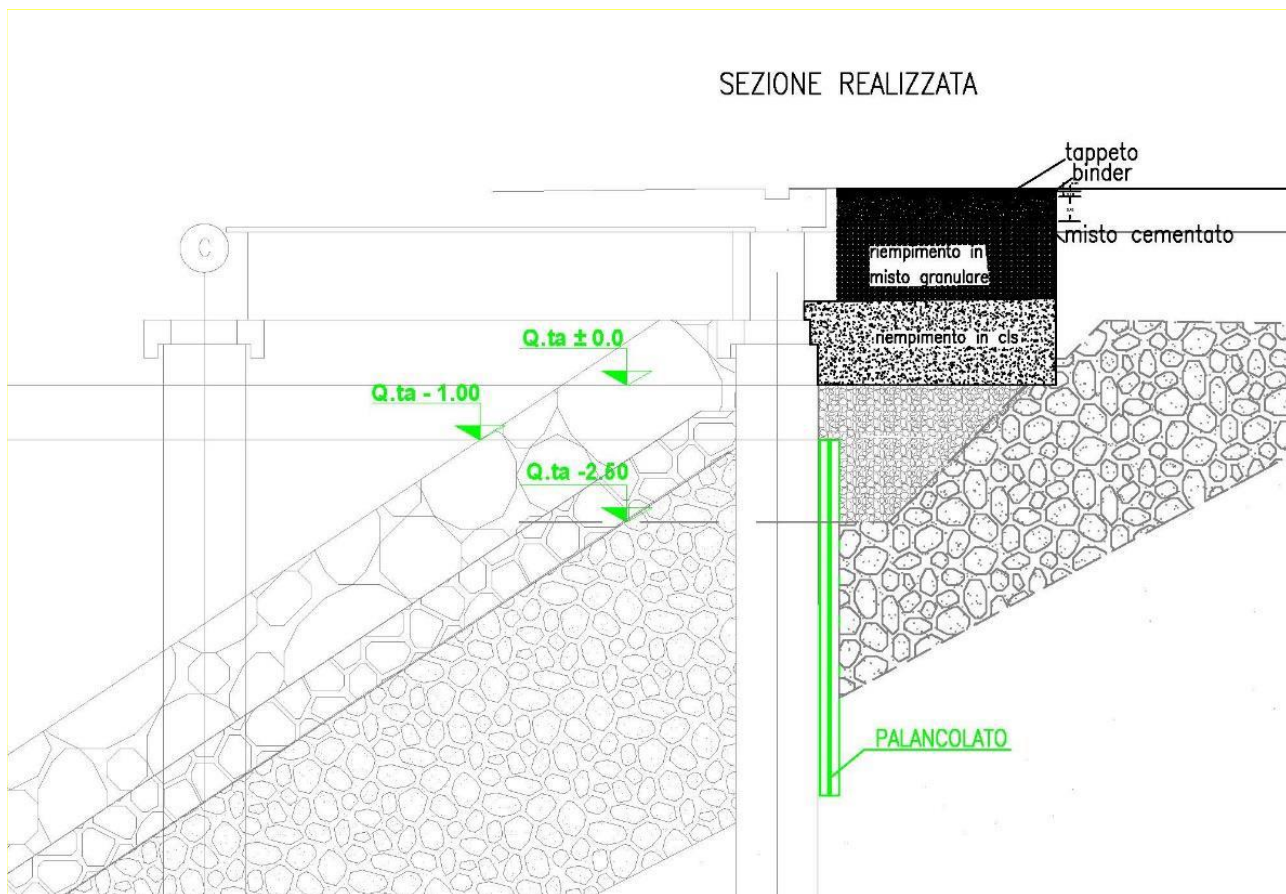 SEZIONE REALIZZATA
tappeto
binder
C
misto cementato
riempimento in
misto granulare
Q.ta ± 0.0
riempimento in cls
Q.ta - 1.00
Q.ta -2.50
PALANCOLATO